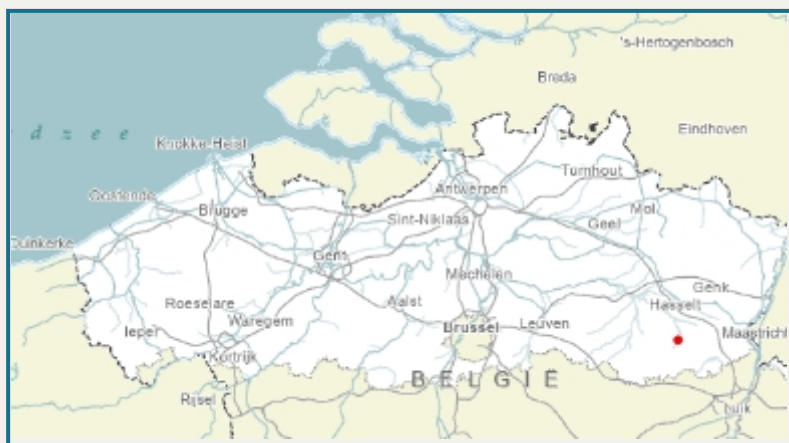 's-Hertogenbosch
Breda
dzee
Eindhoven
Knokke-Heist
Turnhout
Antwerpen
Oostende
Mol
Brugge
Sint-Niklaas
Geel
Duinkerke
Gent
Mechelen
Genk
Roeselare
Aalst
Hasselt
Waregem
Brussel
Leuven
Ieper
Maastricht
Kortrijk
BELGIË
Rijsel
Luik